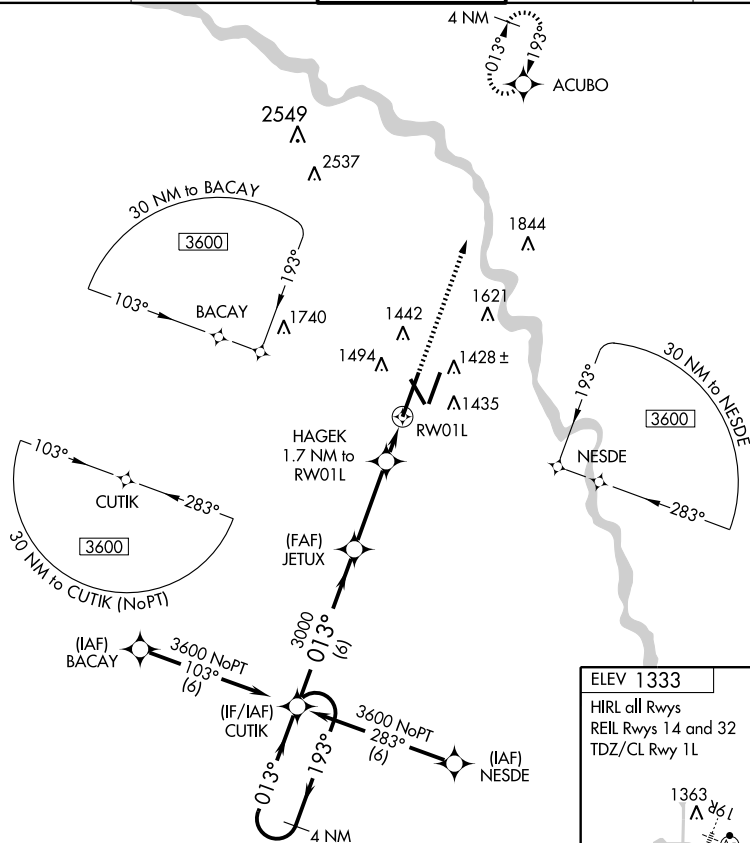 4 NM
013°
193°
ACUBO
2549
2537
30 NM to BACAY
3600
193°
103°
BACAY
1740
1844
1621
1442
1494
1428 ±
1435
RW01L
HAGEK
1.7 NM to
RW01L
30 NM to NESDE
193°
3600
NESDE
283°
103°
CUTIK
283°
3600
30 NM to CUTIK (NoPT)
(FAF)
JETUX
3000
013°
(6)
(IAF)
BACAY
3600 NoPT
103°
(6)
(IF/IAF)
CUTIK
3600 NoPT
283°
(6)
(IAF)
NESDE
013°
193°
4 NM
ELEV 1333
HIRL all Rwys
REIL Rwys 14 and 32
TDZ/CL Rwy 1L
1363
19R